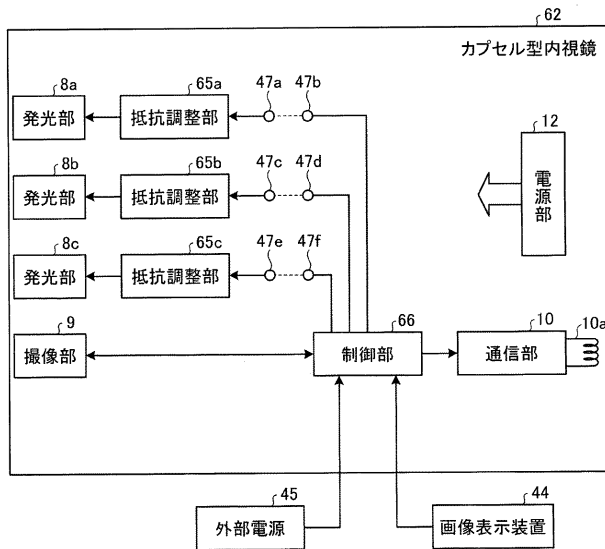 62
カプセル型内視鏡
8a
65a
47a
47b
発光部
抵抗調整部
12
電源部
8b
65b
47c
47d
発光部
抵抗調整部
8c
65c
47e
47f
発光部
抵抗調整部
9
66
10
10a
撮像部
制御部
通信部
45
44
外部電源
画像表示装置